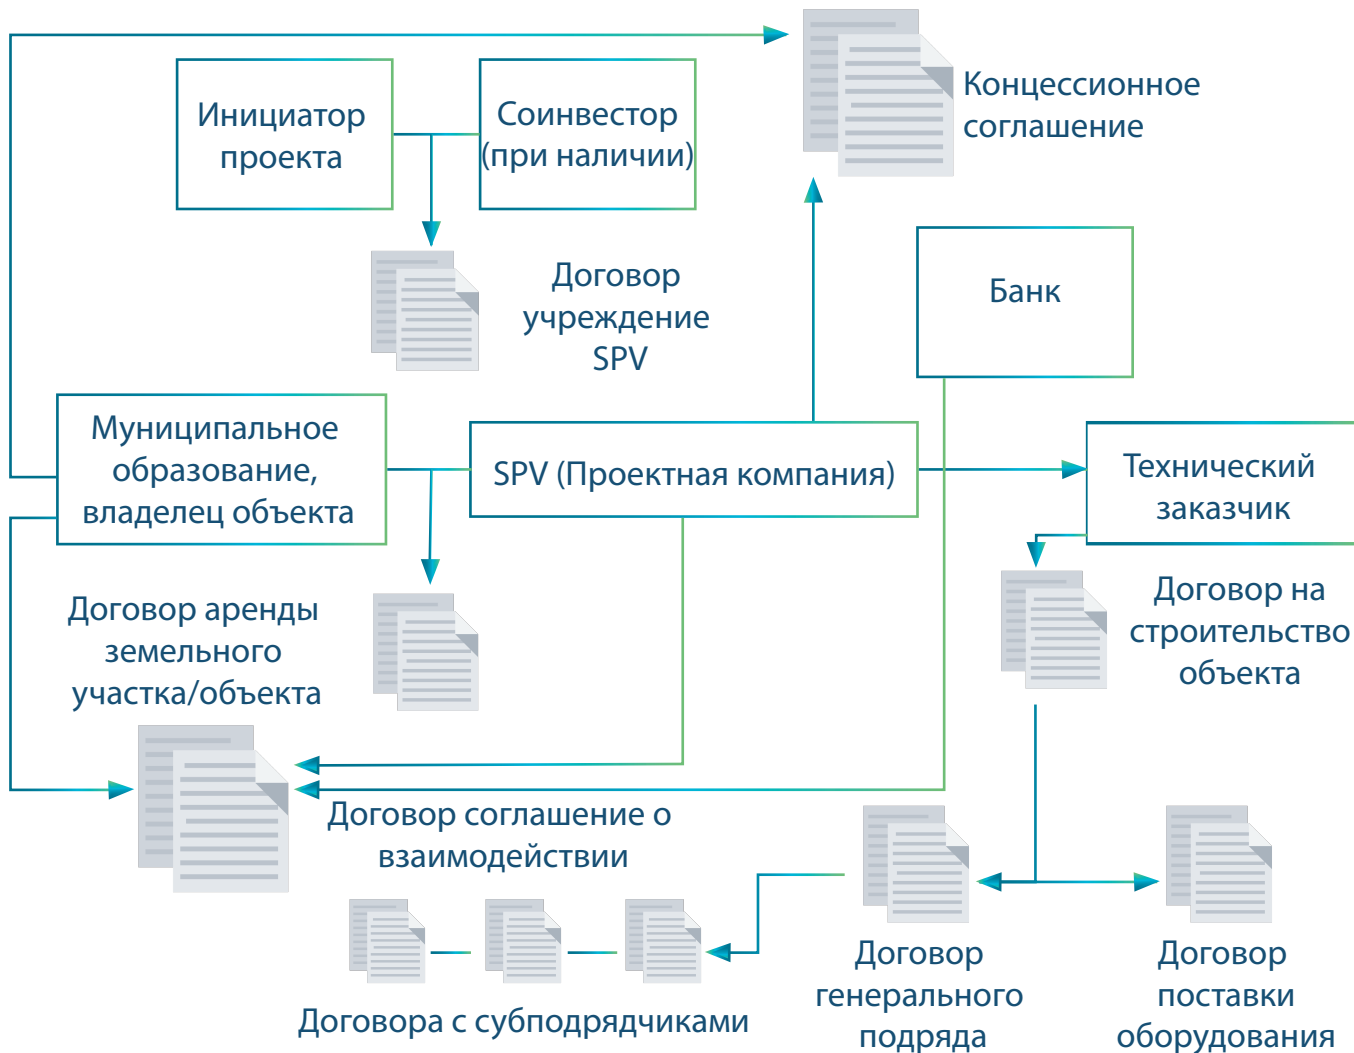 Концессионное
соглашение
Инициатор
проекта
Соинвестор
(при наличии)
Договор
учреждение
SPV
Банк
Муниципальное
образование,
владелец объекта
SPV (Проектная компания)
Технический
заказчик
Договор аренды
земельного
участка/объекта
Договор на
строительство
объекта
Договор соглашение о
взаимодействии
Договор
генерального
подряда
Договор
поставки
оборудования
Договора с субподрядчиками